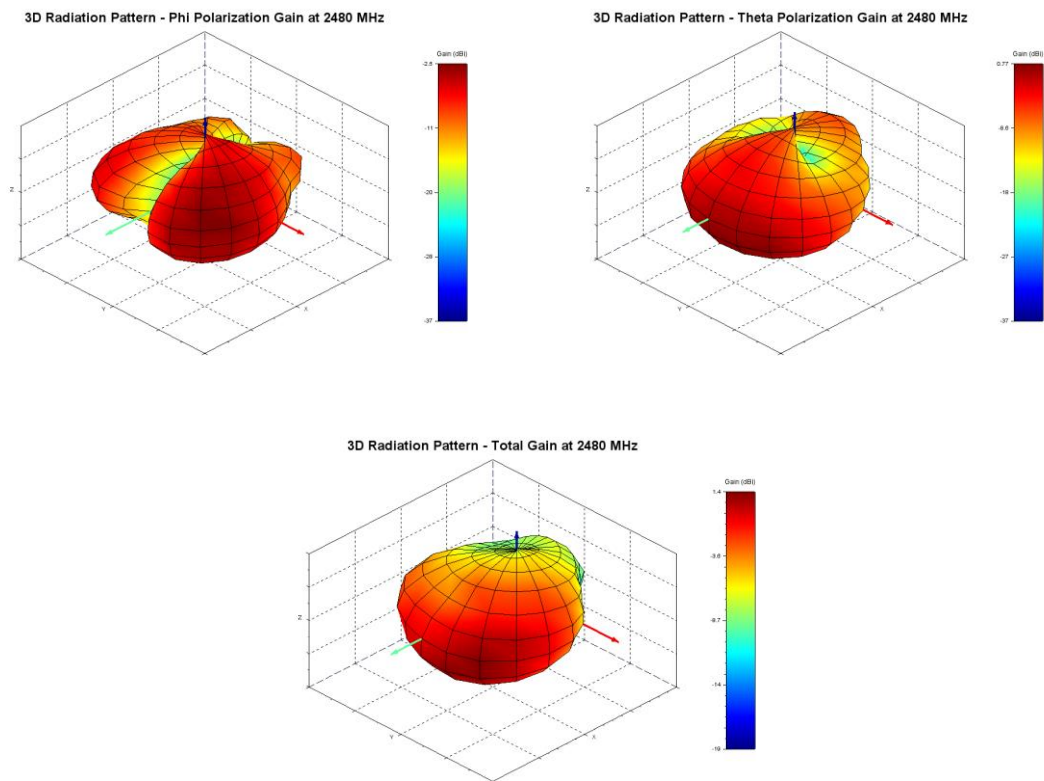 3D Radiation Pattern - Phi Polarization Gain at 2480 MHz
Gain (dBi)
-2.8
-11
-20
-28
-37
Z
Y
X
3D Radiation Pattern - Theta Polarization Gain at 2480 MHz
Gain (dBi)
0.77
-8.6
-18
-27
-37
Z
Y
X
3D Radiation Pattern - Total Gain at 2480 MHz
Gain (dBi)
1.4
-3.6
-8.7
-14
-19
Z
Y
X